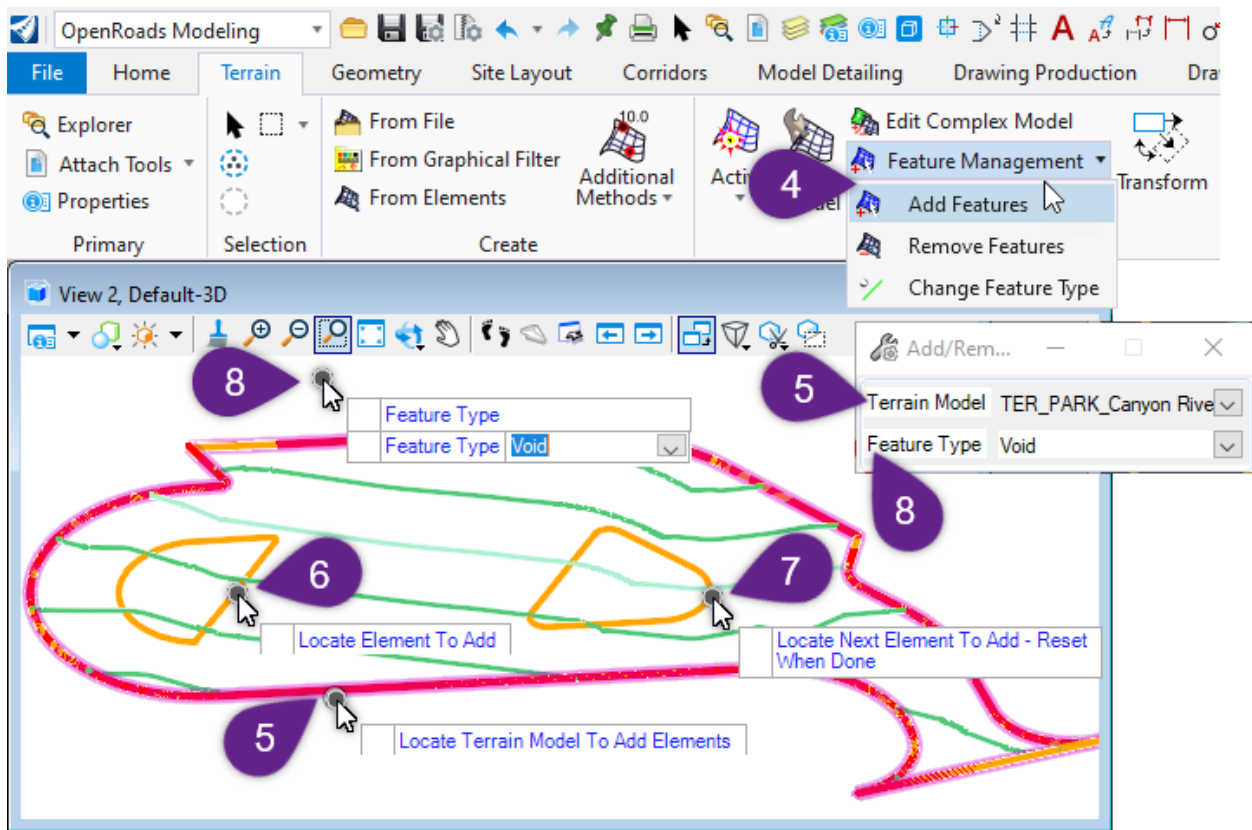 OpenRoads Modeling
File Home Terrain Geometry Site Layout Corridors Model Detailing Drawing Production Dra
Explorer
Attach Tools
Properties
Primary
Selection
From File
From Graphical Filter
From Elements
10.0
Additional
Methods
Create
Edit Complex Model
Feature Management
Add Features
Remove Features
Change Feature Type
Transform
4
View 2, Default-3D
8
Feature Type
Feature Type Void
5
Add/Rem...
Terrain Model TER_PARK_Canyon Rive
Feature Type Void
8
6
Locate Element To Add
7
Locate Next Element To Add - Reset
When Done
5
Locate Terrain Model To Add Elements